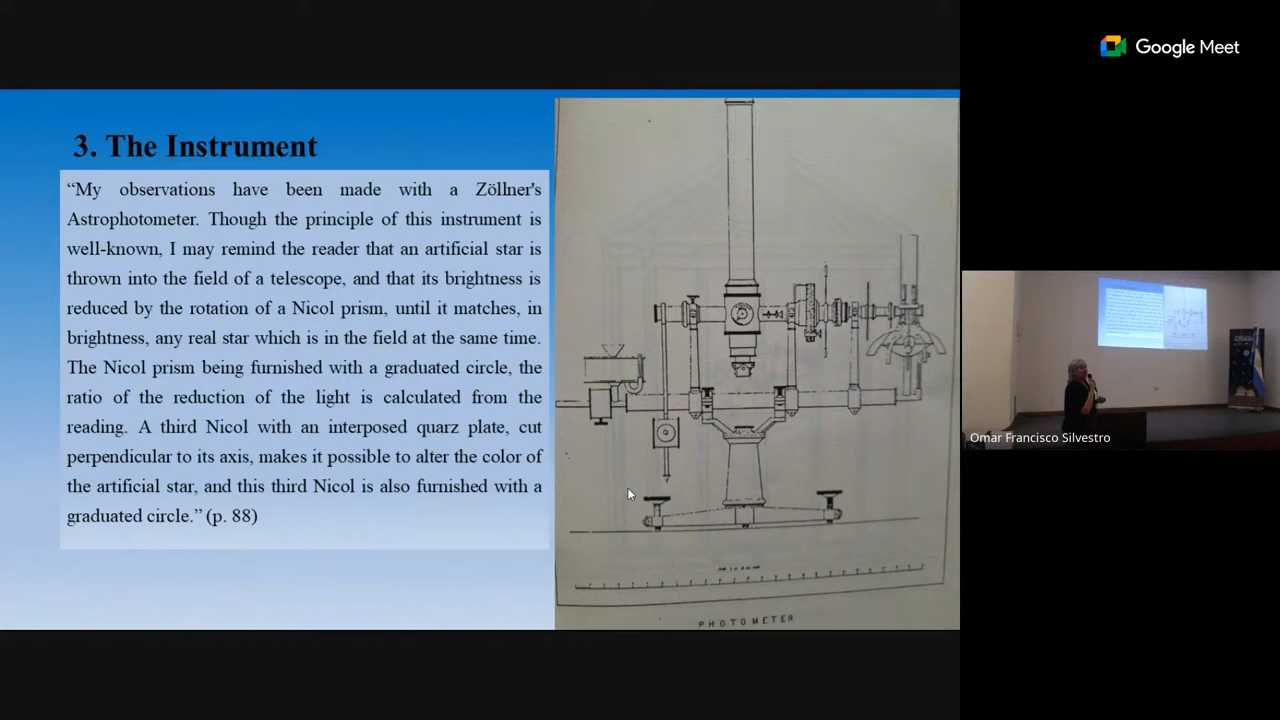 Google Meet
3. The Instrument
“My observations have been made with a Zöllner's
Astrophotometer. Though the principle of this instrument is
well-known, I may remind the reader that an artificial star is
thrown into the field of a telescope, and that its brightness is
reduced by the rotation of a Nicol prism, until it matches, in
brightness, any real star which is in the field at the same time.
The Nicol prism being furnished with a graduated circle, the
ratio of the reduction of the light is calculated from the
reading. A third Nicol with an interposed quarz plate, cut
perpendicular to its axis, makes it possible to alter the color of
the artificial star, and this third Nicol is also furnished with a
graduated circle.” (p. 88)
PHOTOMETER
Omar Francisco Silvestro